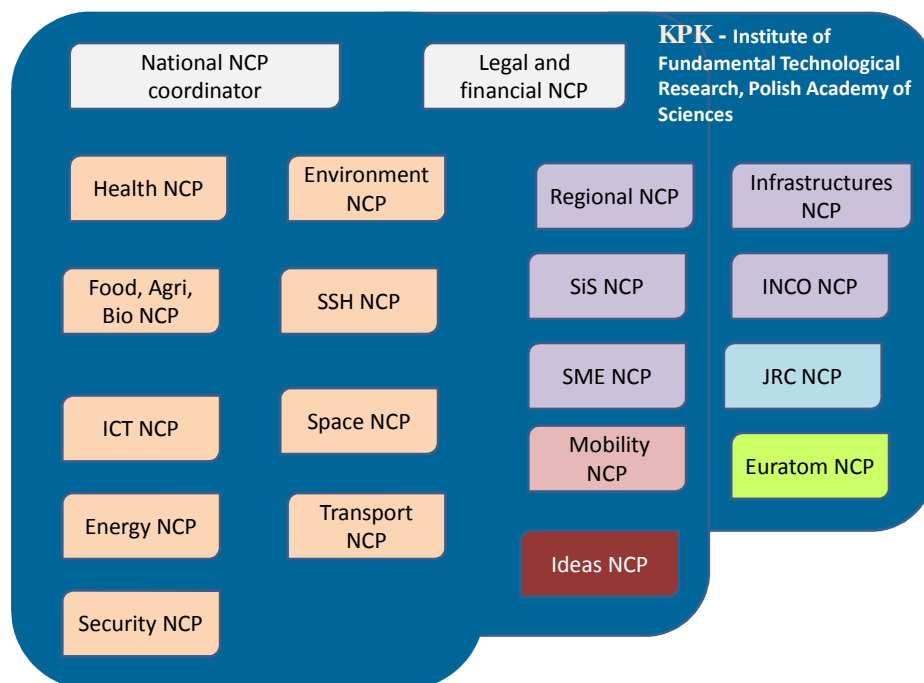 National NCP
coordinator
Legal and
financial NCP
KPK - Institute of
Fundamental Technological
Research, Polish Academy of
Sciences
Health NCP
Environment
NCP
Regional NCP
Infrastructures
NCP
Food, Agri,
Bio NCP
SSH NCP
SiS NCP
INCO NCP
SME NCP
JRC NCP
ICT NCP
Space NCP
Mobility
NCP
Euratom NCP
Energy NCP
Transport
NCP
Ideas NCP
Security NCP